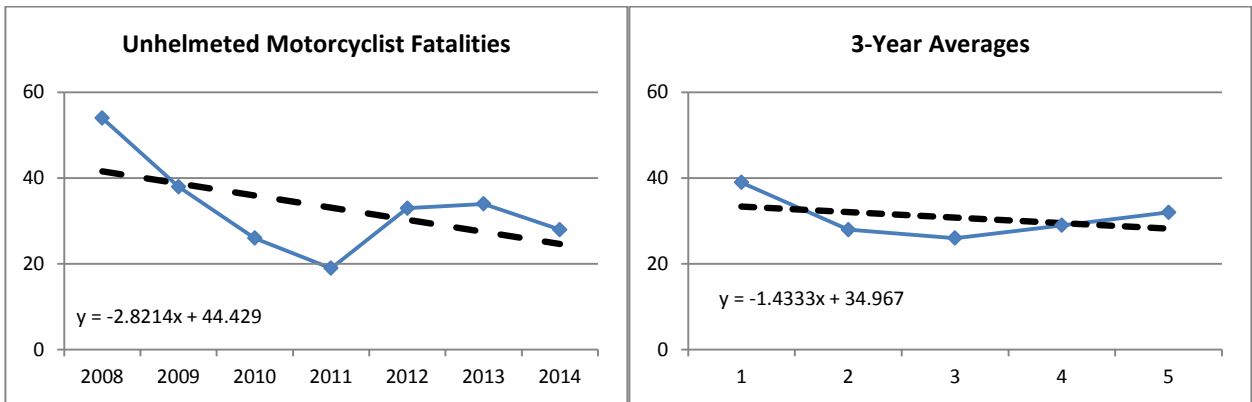 Unhelmeted Motorcyclist Fatalities
60
40
20
0
y = -2.8214x + 44.429
2008 2009 2010 2011 2012 2013 2014
3-Year Averages
60
40
20
0
y = -1.4333x + 34.967
1 2 3 4 5